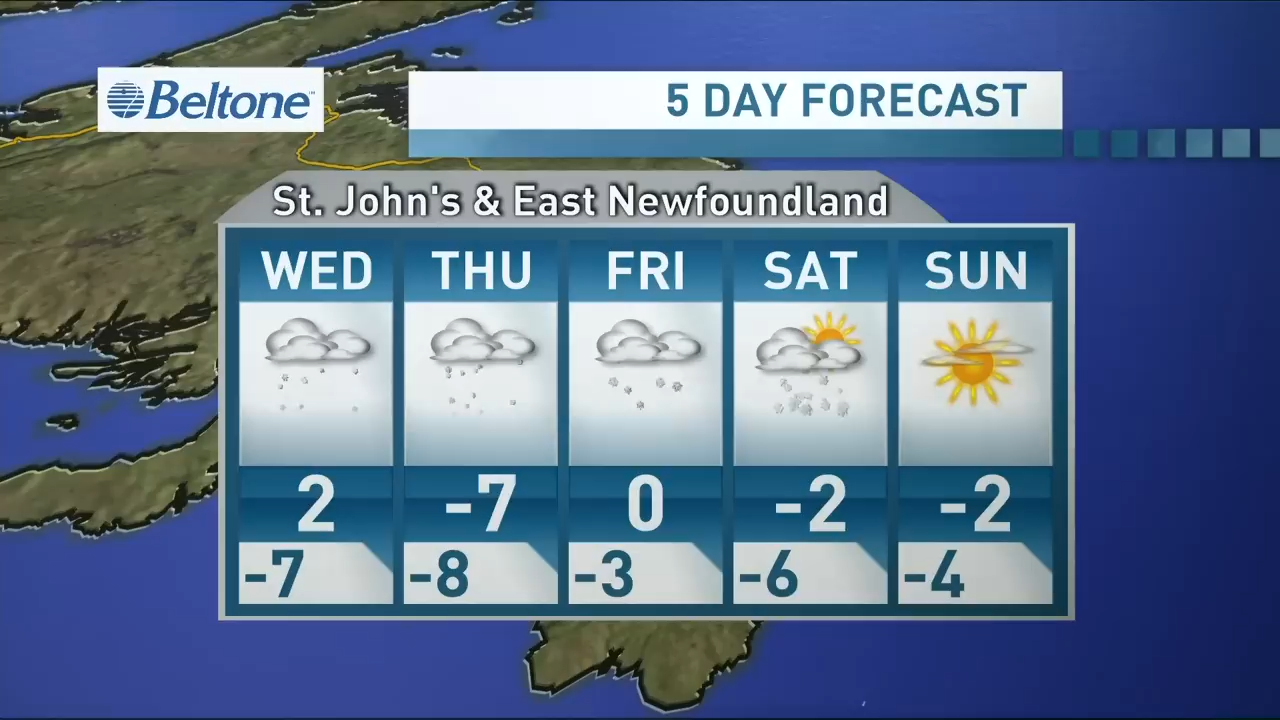 Beltone™
5 DAY FORECAST
St. John's & East Newfoundland
WED THU FRI SAT SUN
2 -7 0 -2 -2
-7 -8 -3 -6 -4